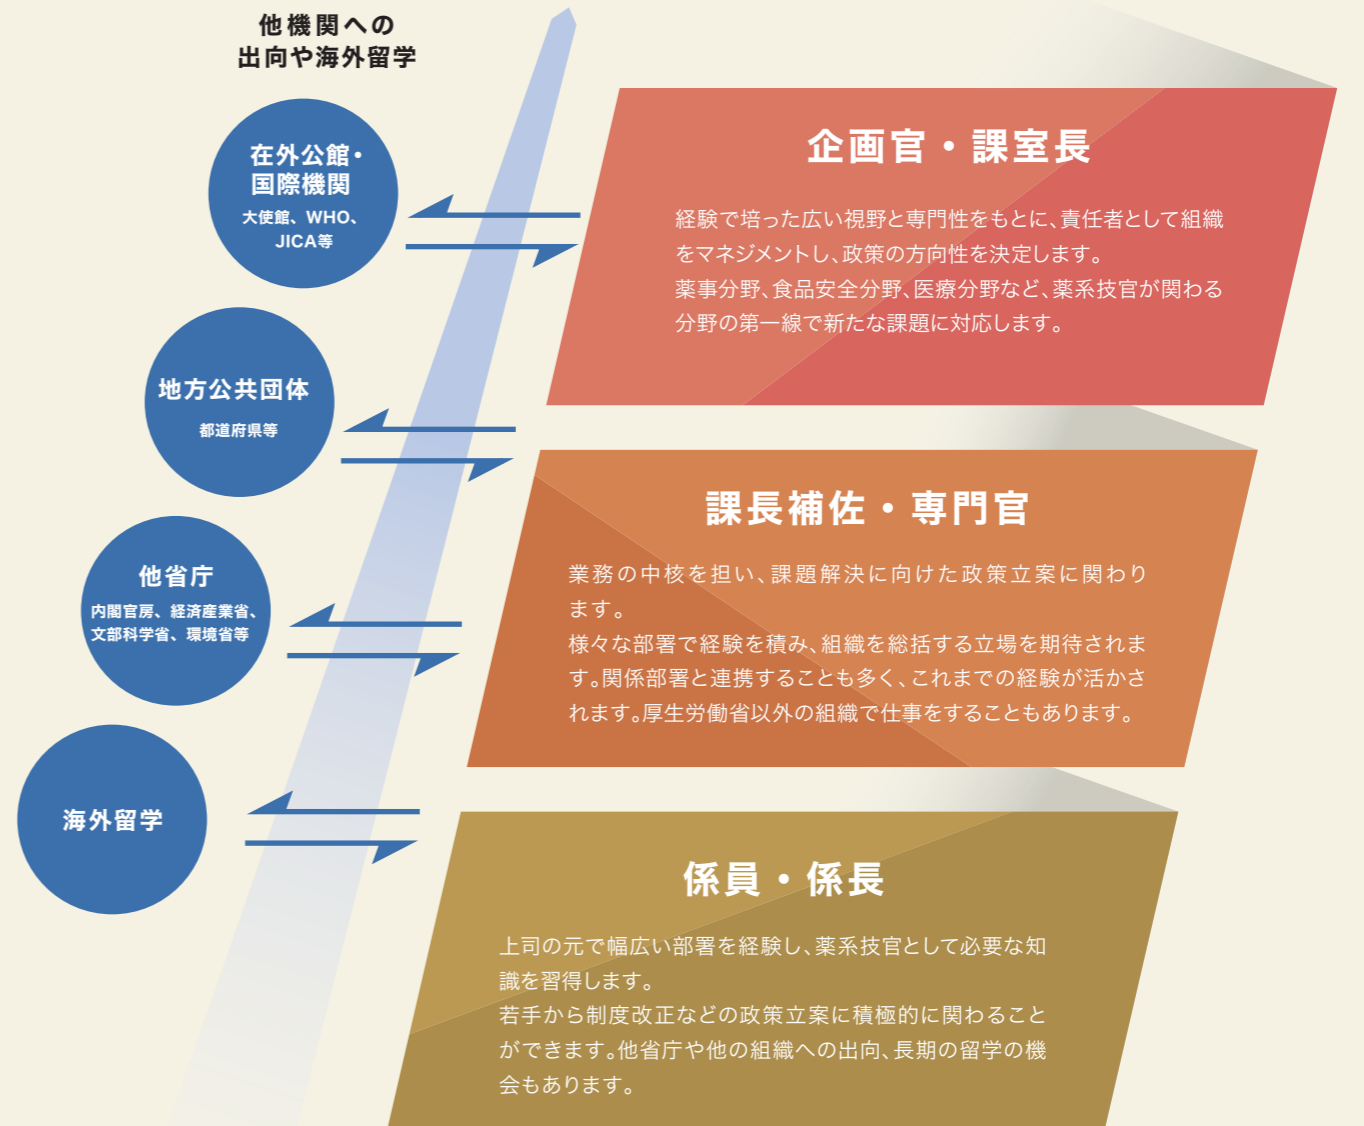 他機関への
出向や海外留学
在外公館・
国際機関
大使館、WHO、
JICA等
地方公共団体
都道府県等
他省庁
内閣官房、経済産業省、
文部科学省、環境省等
海外留学
企画官・課室長
経験で培った広い視野と専門性をもとに、責任者として組織
をマネジメントし、政策の方向性を決定します。
薬事分野、食品安全分野、医療分野など、薬系技官が関わる
分野の第一線で新たな課題に対応します。
課長補佐・専門官
業務の中核を担い、課題解決に向けた政策立案に関わり
ます。
様々な部署で経験を積み、組織を総括する立場を期待されま
す。関係部署と連携することも多く、これまでの経験が活かさ
れます。厚生労働省以外の組織で仕事をすることもあります。
係員・係長
上司の元で幅広い部署を経験し、薬系技官として必要な知
識を習得します。
若手から制度改正などの政策立案に積極的に関わること
ができます。他省庁や他の組織への出向、長期の留学の機
会もあります。